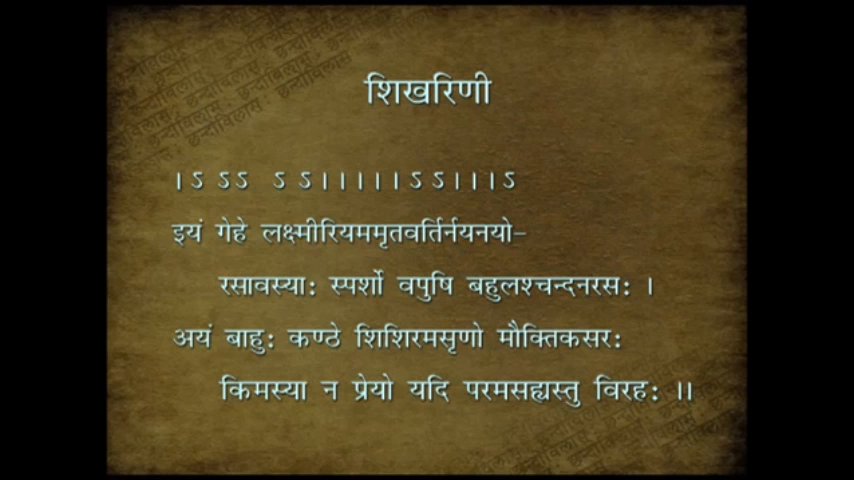 शिखरिणी
। ऽ ऽ ऽ ऽ ऽ । । । । । ऽ ऽ । । । ऽ
इयं गेहे लक्ष्मीरियममृतवर्तिर्नयनयो–
रसावस्याः स्पर्शो वपुषि बहुलश्चन्दनरसः ।
अयं बाहुः कण्ठे शिशिरमसृणो मौक्तिकसरः
किमस्या न प्रेयो यदि परमसह्यस्तु विरहः ।।